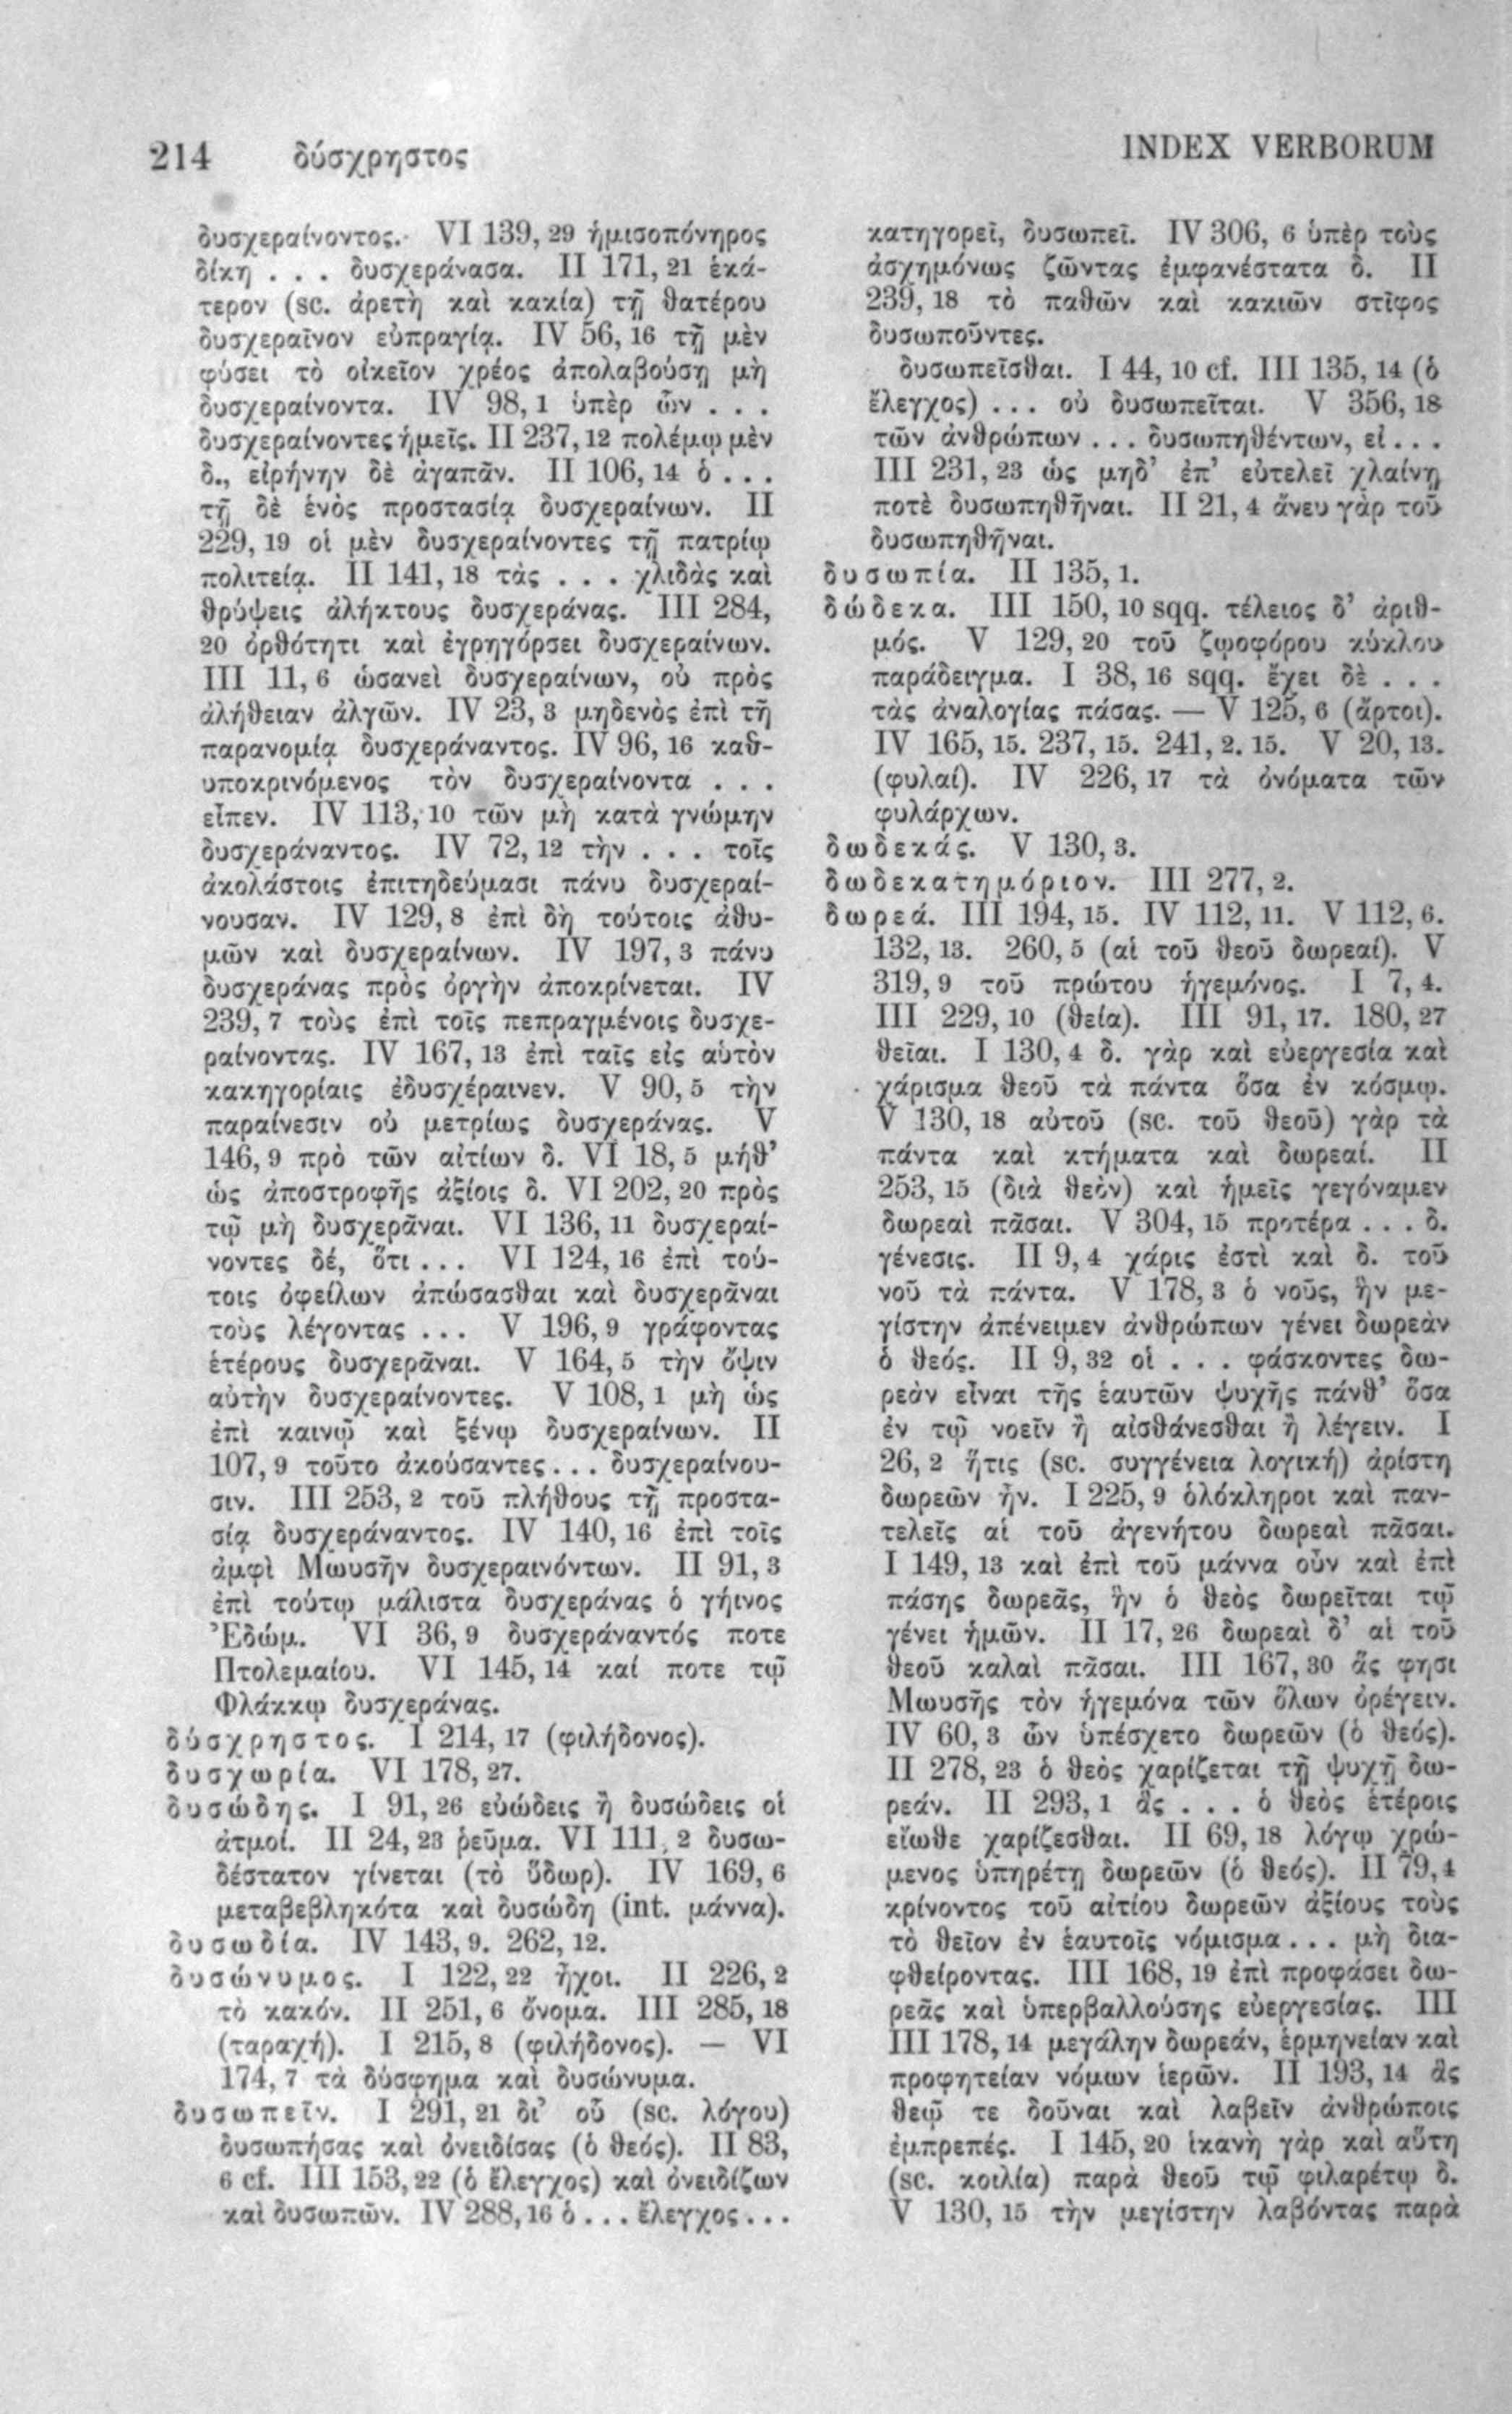 214 δύσχρηστος INDEX VERBORUM
δυσχεραίνοντος. VI 139, 29 ἡμισοπόνηρος
δίκη . . . δυσχεράνασα. II 171, 21 ἑκά-
τερον (sc. ἀρετὴ καὶ κακία) τῇ θατέρου
δυσχεραῖνον εὐπραγίᾳ. IV 56, 16 τῇ μὲν
φύσει τὸ οἰκεῖον χρέος ἀπολαβούσῃ μὴ
δυσχεραίνοντα. IV 98, 1 ὑπὲρ ὧν . . .
δυσχεραίνοντες ἡμεῖς. II 237, 12 πολέμῳ μὲν
δ., εἰρήνην δὲ ἀγαπᾶν. II 106, 14 ὁ . . .
τῇ δὲ ἑνὸς προστασίᾳ δυσχεραίνων. II
229, 19 οἱ μὲν δυσχεραίνοντες τῇ πατρίῳ
πολιτείᾳ. II 141, 18 τὰς . . . χλιδὰς καὶ
θρύψεις ἀλήκτους δυσχεράνας. III 284,
20 ὀρθότητι καὶ ἐγρηγόρσει δυσχεραίνων.
III 11, 6 ὡσανεὶ δυσχεραίνων, οὐ πρὸς
ἀλήθειαν ἀλγῶν. IV 23, 3 μηδενὸς ἐπὶ τῇ
παρανομίᾳ δυσχεράναντος. IV 96, 16 καθ-
υποκρινόμενος τὸν δυσχεραίνοντα . . .
εἶπεν. IV 113, 10 τῶν μὴ κατὰ γνώμην
δυσχεράναντος. IV 72, 12 τὴν . . . τοῖς
ἀκολάστοις ἐπιτηδεύμασι πάνυ δυσχεραί-
νουσαν. IV 129, 8 ἐπὶ δὴ τούτοις ἀθυ-
μῶν καὶ δυσχεραίνων. IV 197, 3 πάνυ
δυσχεράνας πρὸς ὀργὴν ἀποκρίνεται. IV
239, 7 τοὺς ἐπὶ τοῖς πεπραγμένοις δυσχε-
ραίνοντας. IV 167, 13 ἐπὶ ταῖς εἰς αὑτὸν
κακηγορίαις ἐδυσχέραινεν. V 90, 5 τὴν
παραίνεσιν οὐ μετρίως δυσχεράνας. V
146, 9 πρὸ τῶν αἰτίων δ. VI 18, 5 μήθ’
ὡς ἀποστροφῆς ἀξίοις δ. VI 202, 20 πρὸς
τῷ μὴ δυσχερᾶναι. VI 136, 11 δυσχεραί-
νοντες δέ, ὅτι . . . VI 124, 16 ἐπὶ τού-
τοις ὀφείλων ἀπώσασθαι καὶ δυσχερᾶναι
τοὺς λέγοντας . . . V 196, 9 γράφοντας
ἑτέρους δυσχερᾶναι. V 164, 5 τὴν ὄψιν
αὐτὴν δυσχεραίνοντες. V 108, 1 μὴ ὡς
ἐπὶ καινῷ καὶ ξένῳ δυσχεραίνων. II
107, 9 τοῦτο ἀκούσαντες . . . δυσχεραίνου-
σιν. III 253, 2 τοῦ πλήθους τῇ προστα-
σίᾳ δυσχεράναντος. IV 140, 16 ἐπὶ τοῖς
ἀμφὶ Μωυσῆν δυσχεραινόντων. II 91, 3
ἐπὶ τούτῳ μάλιστα δυσχεράνας ὁ γήινος
Ἐδώμ. VI 36, 9 δυσχεράναντός ποτε
Πτολεμαίου. VI 145, 14 καί ποτε τῷ
Φλάκκῳ δυσχεράνας.
δύσχρηστος. I 214, 17 (φιλήδονος).
δυσχωρία. VI 178, 27.
δυσώδης. I 91, 26 εὐώδεις ἢ δυσώδεις οἱ
ἀτμοί. II 24, 23 ῥεῦμα. VI 111, 2 δυσω-
δέστατον γίνεται (τὸ ὕδωρ). IV 169, 6
μεταβεβληκότα καὶ δυσώδη (int. μάννα).
δυσωδία. IV 143, 9. 262, 12.
δυσώνυμος. I 122, 22 ἦχοι. II 226, 2
τὸ κακόν. II 251, 6 ὄνομα. III 285, 18
(ταραχή). I 215, 8 (φιλήδονος). — VI
174, 7 τὰ δύσφημα καὶ δυσώνυμα.
δυσωπεῖν. I 291, 21 δι’ οὗ (sc. λόγου)
δυσωπήσας καὶ ὀνειδίσας (ὁ θεός). II 83,
6 cf. III 153, 22 (ὁ ἔλεγχος) καὶ ὀνειδίζων
καὶ δυσωπῶν. IV 288, 16 ὁ . . . ἔλεγχος . . .
κατηγορεῖ, δυσωπεῖ. IV 306, 6 ὑπὲρ τοὺς
ἀσχημόνως ζῶντας ἐμφανέστατα δ. II
239, 18 τὸ παθῶν καὶ κακιῶν στῖφος
δυσωποῦντες.
δυσωπεῖσθαι. I 44, 10 cf. III 135, 14 (ὁ
ἔλεγχος) . . . οὐ δυσωπεῖται. V 356, 18
τῶν ἀνθρώπων . . . δυσωπηθέντων, εἰ . . .
III 231, 23 ὡς μηδ’ ἐπ’ εὐτελεῖ χλαίνῃ
ποτὲ δυσωπηθῆναι. II 21, 4 ἄνευ γὰρ τοῦ
δυσωπηθῆναι.
δυσωπία. II 135, 1.
δώδεκα. III 150, 10 sqq. τέλειος δ’ ἀριθ-
μός. V 129, 20 τοῦ ζῳοφόρου κύκλου
παράδειγμα. I 38, 16 sqq. ἔχει δὲ . . .
τὰς ἀναλογίας πάσας. — V 125, 6 (ἄρτοι).
IV 165, 15. 237, 15. 241, 2. 15. V 20, 13.
(φυλαί). IV 226, 17 τὰ ὀνόματα τῶν
φυλάρχων.
δωδεκάς. V 130, 3.
δωδεκατημόριον. III 277, 2.
δωρεά. III 194, 15. IV 112, 11. V 112, 6.
132, 13. 260, 5 (αἱ τοῦ θεοῦ δωρεαί). V
319, 9 τοῦ πρώτου ἡγεμόνος. I 7, 4.
III 229, 10 (θεία). III 91, 17. 180, 27
θεῖαι. I 130, 4 δ. γὰρ καὶ εὐεργεσία καὶ
χάρισμα θεοῦ τὰ πάντα ὅσα ἐν κόσμῳ.
V 130, 18 αὐτοῦ (sc. τοῦ θεοῦ) γὰρ τὰ
πάντα καὶ κτήματα καὶ δωρεαί. II
253, 15 (διὰ θεὸν) καὶ ἡμεῖς γεγόναμεν
δωρεαὶ πᾶσαι. V 304, 15 προτέρα . . . δ.
γένεσις. II 9, 4 χάρις ἐστὶ καὶ δ. τοῦ
νοῦ τὰ πάντα. V 178, 3 ὁ νοῦς, ἣν με-
γίστην ἀπένειμεν ἀνθρώπων γένει δωρεὰν
ὁ θεός. II 9, 32 οἱ . . . φάσκοντες δω-
ρεὰν εἶναι τῆς ἑαυτῶν ψυχῆς πάνθ’ ὅσα
ἐν τῷ νοεῖν ἢ αἰσθάνεσθαι ἢ λέγειν. I
26, 2 ἥτις (sc. συγγένεια λογική) ἀρίστη
δωρεῶν ἦν. I 225, 9 ὁλόκληροι καὶ παν-
τελεῖς αἱ τοῦ ἀγενήτου δωρεαὶ πᾶσαι.
I 149, 13 καὶ ἐπὶ τοῦ μάννα οὖν καὶ ἐπὶ
πάσης δωρεᾶς, ἣν ὁ θεὸς δωρεῖται τῷ
γένει ἡμῶν. II 17, 26 δωρεαὶ δ’ αἱ τοῦ
θεοῦ καλαὶ πᾶσαι. III 167, 30 ἅς φησι
Μωυσῆς τὸν ἡγεμόνα τῶν ὅλων ὀρέγειν.
IV 60, 3 ὧν ὑπέσχετο δωρεῶν (ὁ θεός).
II 278, 23 ὁ θεὸς χαρίζεται τῇ ψυχῇ δω-
ρεάν. II 293, 1 ἃς . . . ὁ θεὸς ἑτέροις
εἴωθε χαρίζεσθαι. II 69, 18 λόγῳ χρώ-
μενος ὑπηρέτῃ δωρεῶν (ὁ θεός). II 79, 4
κρίνοντος τοῦ αἰτίου δωρεῶν ἀξίους τοὺς
τὸ θεῖον ἐν ἑαυτοῖς νόμισμα . . . μὴ δια-
φθείροντας. III 168, 19 ἐπὶ προφάσει δω-
ρεᾶς καὶ ὑπερβαλλούσης εὐεργεσίας. III
III 178, 14 μεγάλην δωρεάν, ἑρμηνείαν καὶ
προφητείαν νόμων ἱερῶν. II 193, 14 ἃς
θεῷ τε δοῦναι καὶ λαβεῖν ἀνθρώποις
ἐμπρεπές. I 145, 20 ἱκανὴ γὰρ καὶ αὕτη
(sc. κοιλία) παρὰ θεοῦ τῷ φιλαρέτῳ δ.
V 130, 15 τὴν μεγίστην λαβόντας παρὰ